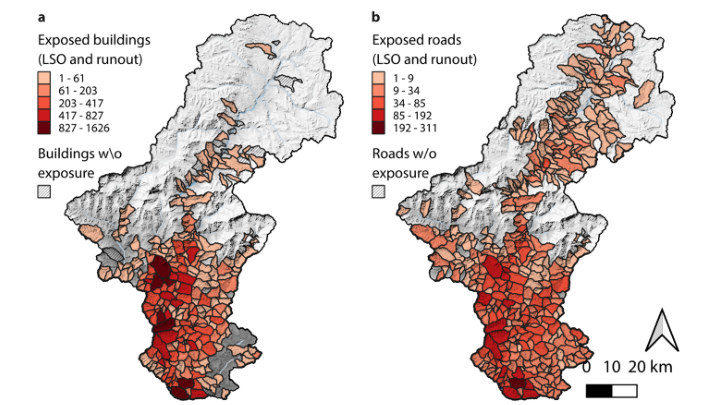 a
Exposed buildings
(LSO and runout)
1 - 61
61 - 203
203 - 417
417 - 827
827 - 1626
Buildings w\o
exposure
b
Exposed roads
(LSO and runout)
1 - 9
9 - 34
34 - 85
85 - 192
192 - 311
Roads w/o
exposure
0 10 20 km